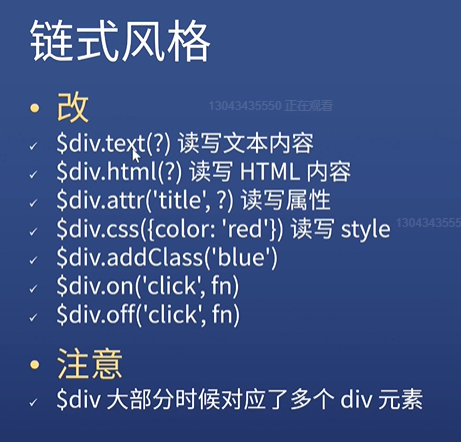 链式风格
改
13043435550 正在观看
$div.text(?) 读写文本内容
$div.html(?) 读写 HTML 内容
$div.attr('title', ?) 读写属性
$div.css({color: 'red'}) 读写 style
13043435550
$div.addClass('blue')
$div.on('click', fn)
$div.off('click', fn)
注意
$div 大部分时候对应了多个 div 元素